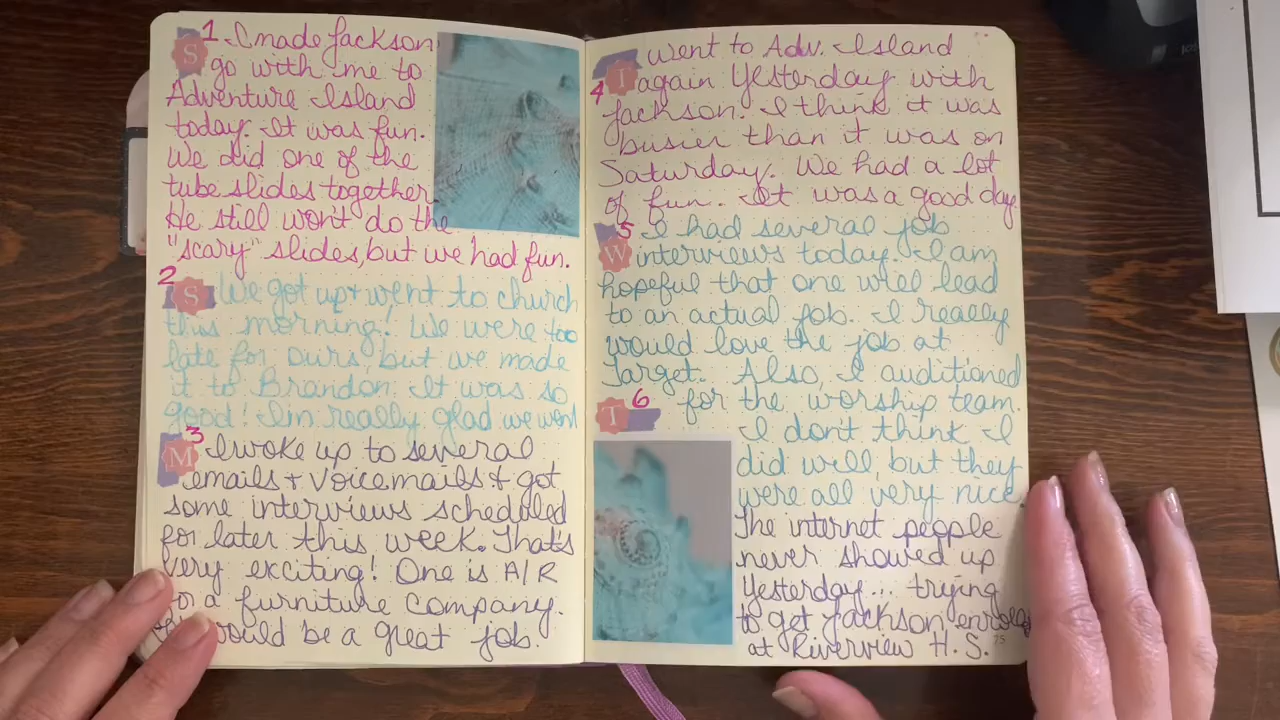 S 1 I made Jackson
go with me to
Adventure Island
today. It was fun.
We did one of the
tube slides together
He still won't do the
"scary" slides, but we had fun.
2
S We got up + went to church
this morning! We were too
late for ours, but we made
it to Brandon. It was so
good! I'm really glad we went
3
M I woke up to several
emails + voicemails + got
some interviews scheduled
for later this week. That's
very exciting! One is A/R
for a furniture company.
would be a great job.
T 4 I went to Adv. Island
again Yesterday with
Jackson. I think it was
busier than it was on
Saturday. We had a lot
of fun. It was a good day.
W 5 I had several job
interviews today. I am
hopeful that one will lead
to an actual job. I really
would love the job at
Target. Also, I auditioned
T 6 for the worship team.
I don't think I
did well, but they
were all very nice
The internet people
never showed up
Yesterday... trying
to get Jackson
at Riverview H.S.
75